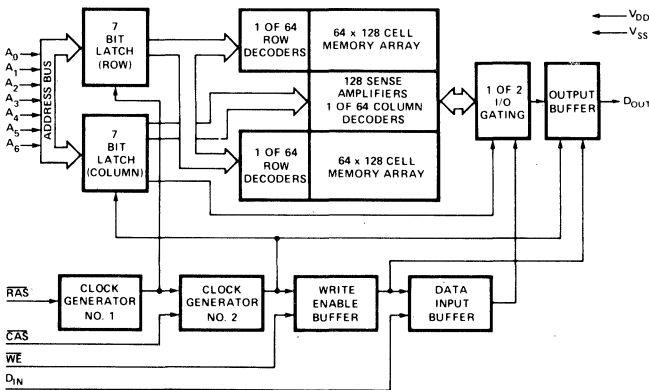 A0
A1
A2
A3
A4
A5
A6
ADDRESS BUS
7
BIT
LATCH
(ROW)
7
BIT
LATCH
(COLUMN)
1 OF 64
ROW
DECODERS
64 x 128 CELL
MEMORY ARRAY
128 SENSE
AMPLIFIERS
1 OF 64 COLUMN
DECODERS
1 OF 64
ROW
DECODERS
64 x 128 CELL
MEMORY ARRAY
1 OF 2
I/O
GATING
OUTPUT
BUFFER
DOUT
VDD
VSS
RAS
CLOCK
GENERATOR
NO. 1
CLOCK
GENERATOR
NO. 2
WRITE
ENABLE
BUFFER
DATA
INPUT
BUFFER
CAS
WE
DIN